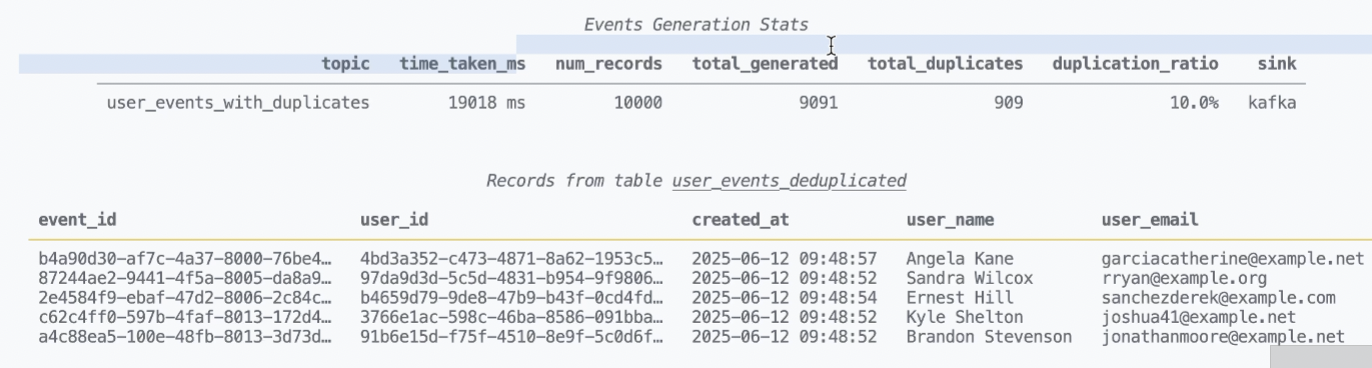 Events Generation Stats
topic time_taken_ms num_records total_generated total_duplicates duplication_ratio sink
user_events_with_duplicates 19018 ms 10000 9091 909 10.0% kafka
Records from table user_events_deduplicated
event_id user_id created_at user_name user_email
b4a90d30-af7c-4a37-8000-76be4… 4bd3a352-c473-4871-8a62-1953c5… 2025-06-12 09:48:57 Angela Kane garciacatherine@example.net
87244ae2-9441-4f5a-8005-da8a9… 97da9d3d-5c5d-4831-b954-9f9806… 2025-06-12 09:48:52 Sandra Wilcox rryan@example.org
2e4584f9-ebaf-47d2-8006-2c84c… b4659d79-9de8-47b9-b43f-0cd4fd… 2025-06-12 09:48:54 Ernest Hill sanchezderek@example.com
c62c4ff0-597b-4faf-8013-172d4… 3766e1ac-598c-46ba-8586-091bba… 2025-06-12 09:48:52 Kyle Shelton joshua41@example.net
a4c88ea5-100e-48fb-8013-3d73d… 91b6e15d-f75f-4510-8e9f-5c0d6f… 2025-06-12 09:48:52 Brandon Stevenson jonathanmoore@example.net